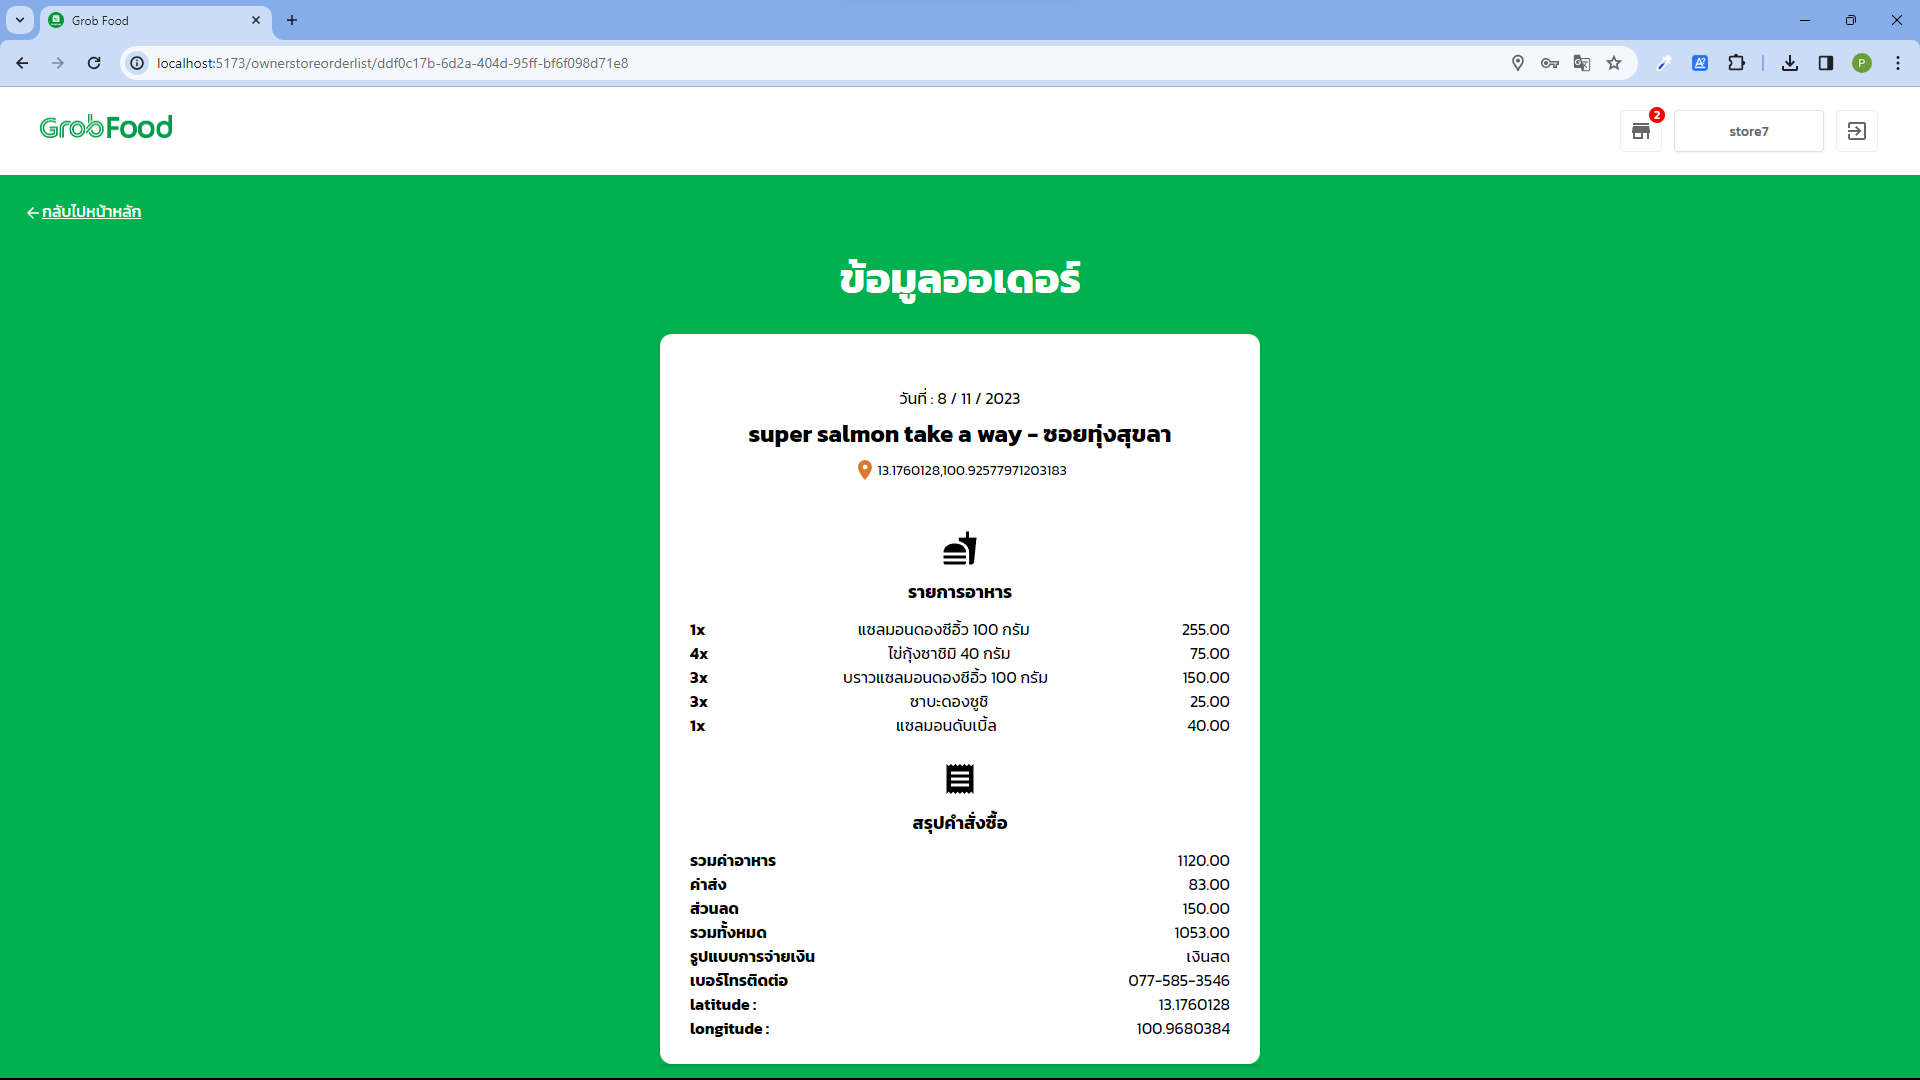 Grob Food
localhost:5173/ownerstoreorderlist/ddf0c17b-6d2a-404d-95ff-bf6f098d71e8
P
GrobFood
2
store7
กลับไปหน้าหลัก
ข้อมูลออเดอร์
วันที่ : 8 / 11 / 2023
super salmon take a way - ซอยทุ่งสุขลา
13.1760128,100.92577971203183
รายการอาหาร
1x แซลมอนดองซีอิ้ว 100 กรัม 255.00
4x ไข่กุ้งซาชิมิ 40 กรัม 75.00
3x บราวแซลมอนดองซีอิ้ว 100 กรัม 150.00
3x ซาบะดองซูชิ 25.00
1x แซลมอนดับเบิ้ล 40.00
สรุปคำสั่งซื้อ
รวมค่าอาหาร 1120.00
ค่าส่ง 83.00
ส่วนลด 150.00
รวมทั้งหมด 1053.00
รูปแบบการจ่ายเงิน เงินสด
เบอร์โทรติดต่อ 077-585-3546
latitude : 13.1760128
longitude : 100.9680384